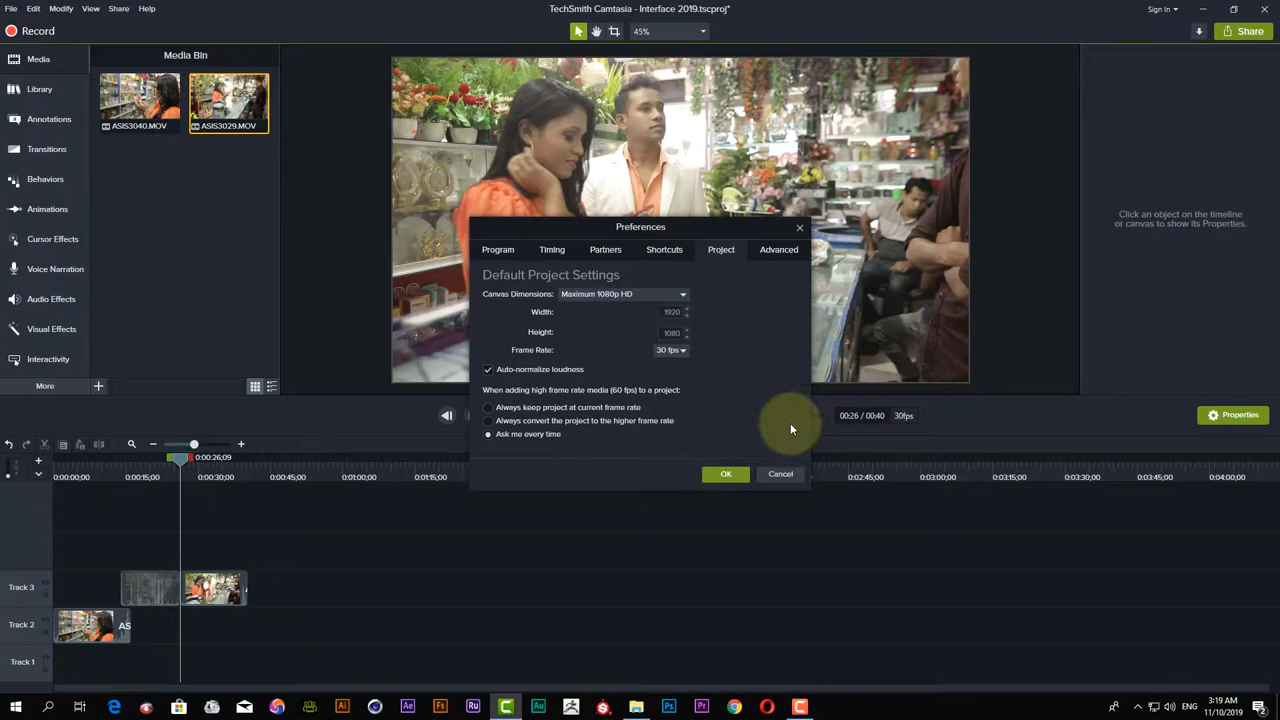 TechSmith Camtasia - Interface 2019.tscproj*
File Edit Modify View Share Help
Sign In
Record
45%
Share
Media
Library
Annotations
Transitions
Behaviors
Animations
Cursor Effects
Voice Narration
Audio Effects
Visual Effects
Interactivity
More
Media Bin
ASIS3040.MOV
ASIS3029.MOV
Click an object on the timeline
or canvas to show its Properties.
Preferences
Program Timing Partners Shortcuts Project Advanced
Default Project Settings
Canvas Dimensions: Maximum 1080p HD
Width: 1920
Height: 1080
Frame Rate: 30 fps
Auto-normalize loudness
When adding high frame rate media (60 fps) to a project:
Always keep project at current frame rate
Always convert the project to the higher frame rate
Ask me every time
OK Cancel
00:26 / 00:40 30fps
Properties
0:00:26;09
0:00:00;00 0:00:15;00 0:00:30;00 0:00:45;00 0:01:00;00 0:01:15;00 0:02:45;00 0:03:00;00 0:03:15;00 0:03:30;00 0:03:45;00 0:04:00;00
Track 3
Track 2
AS
Track 1
Ai Ae Fs Ru Au Ps Pr
3:19 AM
11/10/2019
2